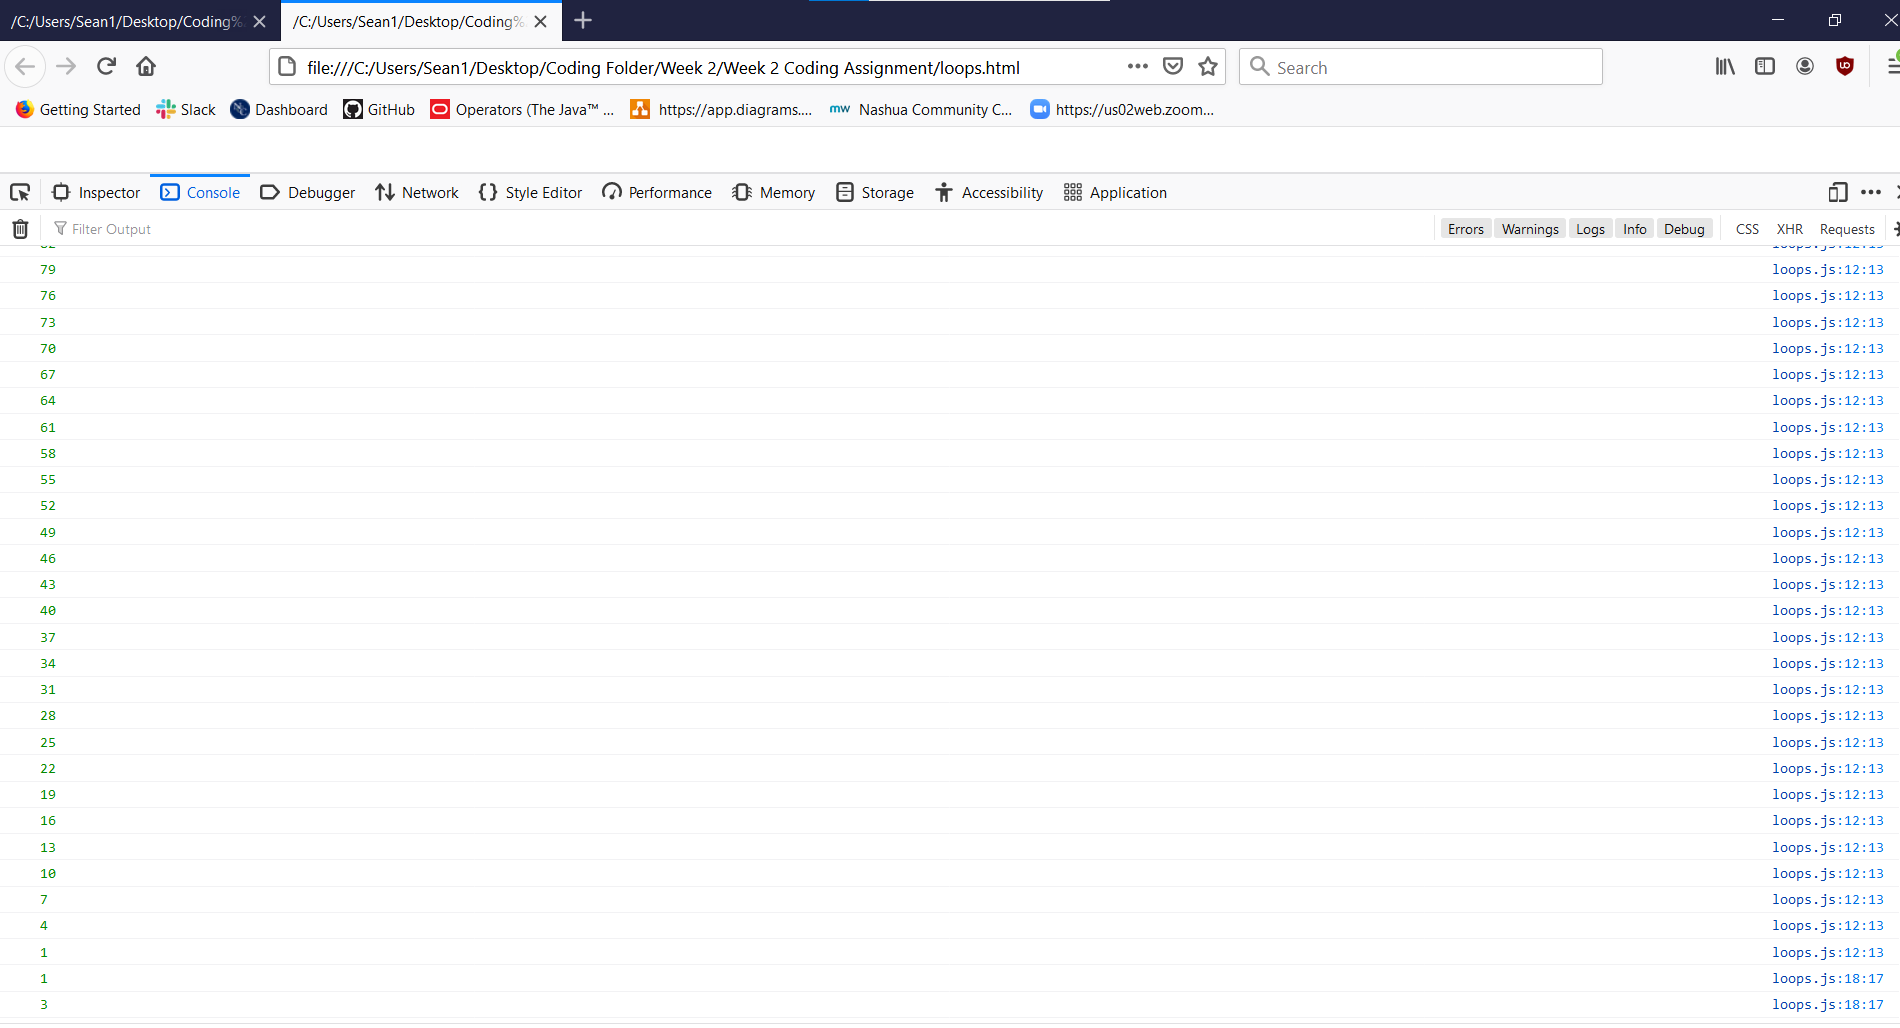 /C:/Users/Sean1/Desktop/Coding% /C:/Users/Sean1/Desktop/Coding%
file:///C:/Users/Sean1/Desktop/Coding Folder/Week 2/Week 2 Coding Assignment/loops.html Search
Getting Started Slack Dashboard GitHub Operators (The Java™ ... https://app.diagrams.... mw Nashua Community C... https://us02web.zoom...
Inspector Console Debugger Network Style Editor Performance Memory Storage Accessibility Application
Filter Output Errors Warnings Logs Info Debug CSS XHR Requests
79 loops.js:12:13
76 loops.js:12:13
73 loops.js:12:13
70 loops.js:12:13
67 loops.js:12:13
64 loops.js:12:13
61 loops.js:12:13
58 loops.js:12:13
55 loops.js:12:13
52 loops.js:12:13
49 loops.js:12:13
46 loops.js:12:13
43 loops.js:12:13
40 loops.js:12:13
37 loops.js:12:13
34 loops.js:12:13
31 loops.js:12:13
28 loops.js:12:13
25 loops.js:12:13
22 loops.js:12:13
19 loops.js:12:13
16 loops.js:12:13
13 loops.js:12:13
10 loops.js:12:13
7 loops.js:12:13
4 loops.js:12:13
1 loops.js:12:13
1 loops.js:18:17
3 loops.js:18:17